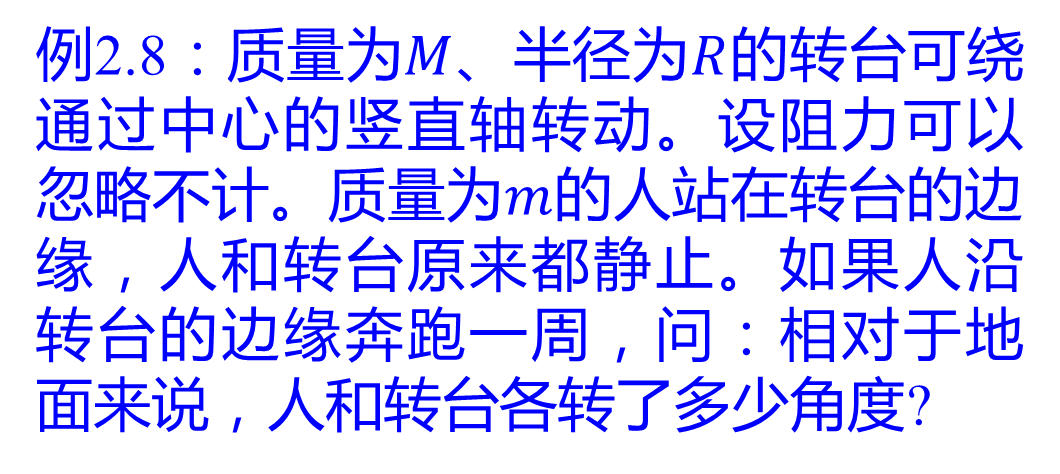 例2.8：质量为M、半径为R的转台可绕
通过中心的竖直轴转动。设阻力可以
忽略不计。质量为m的人站在转台的边
缘，人和转台原来都静止。如果人沿
转台的边缘奔跑一周，问：相对于地
面来说，人和转台各转了多少角度?